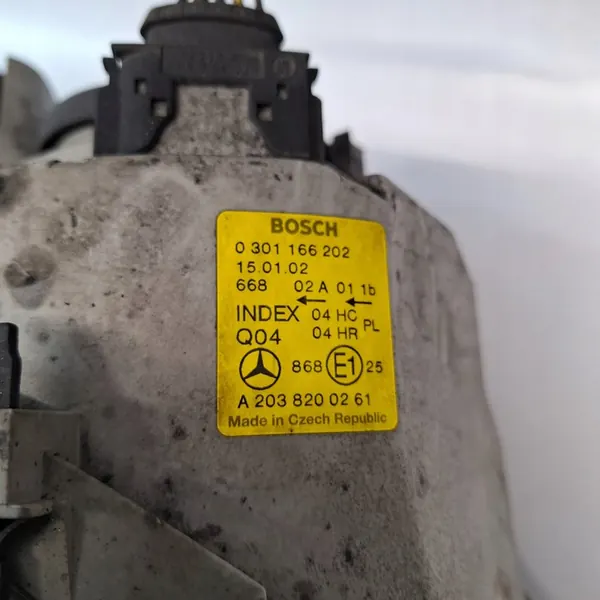 BOSCH
0 301 166 202
15.01.02
668 02 A 01 1b
INDEX 04 HC PL
Q04 04 HR
868 E1 25
A 203 820 02 61
Made in Czech Republic